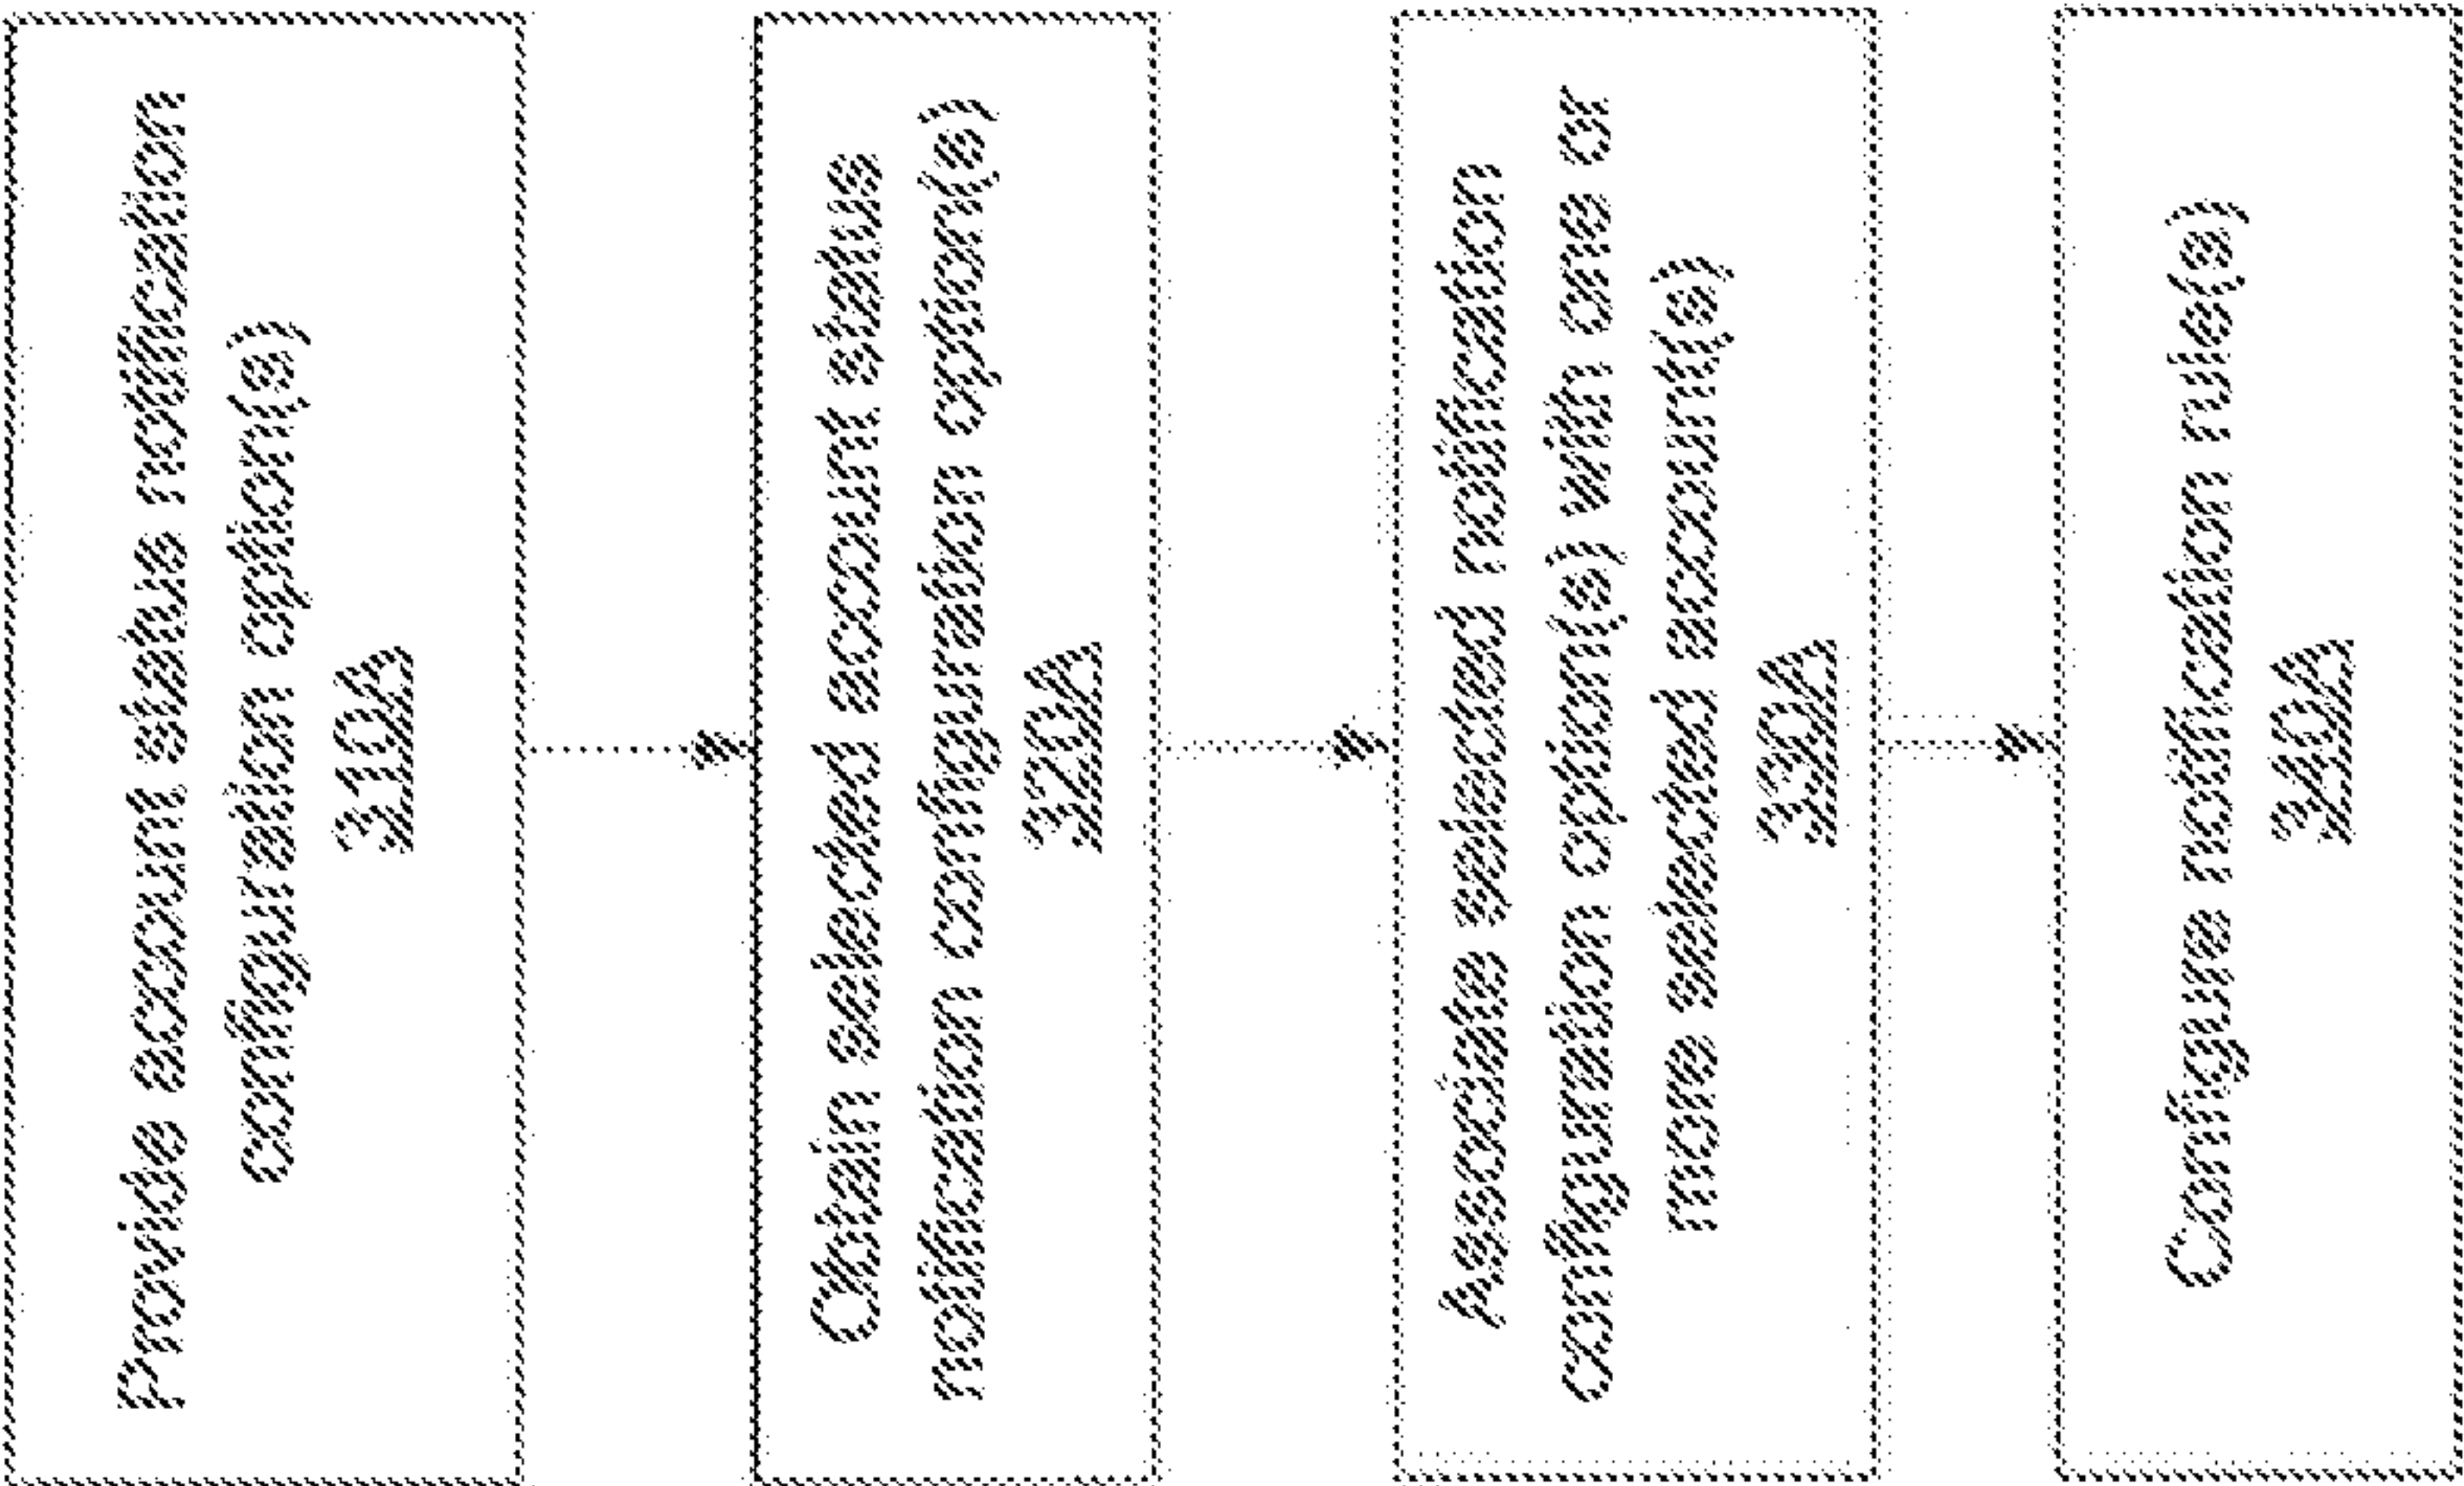 Provide account status notification
configuration option(s)
310A
Obtain selected account status
notification configuration option(s)
320A
Associate selected notification
configuration option(s) with one or
more selected account(s)
330A
Configure notification rule(s)
340A